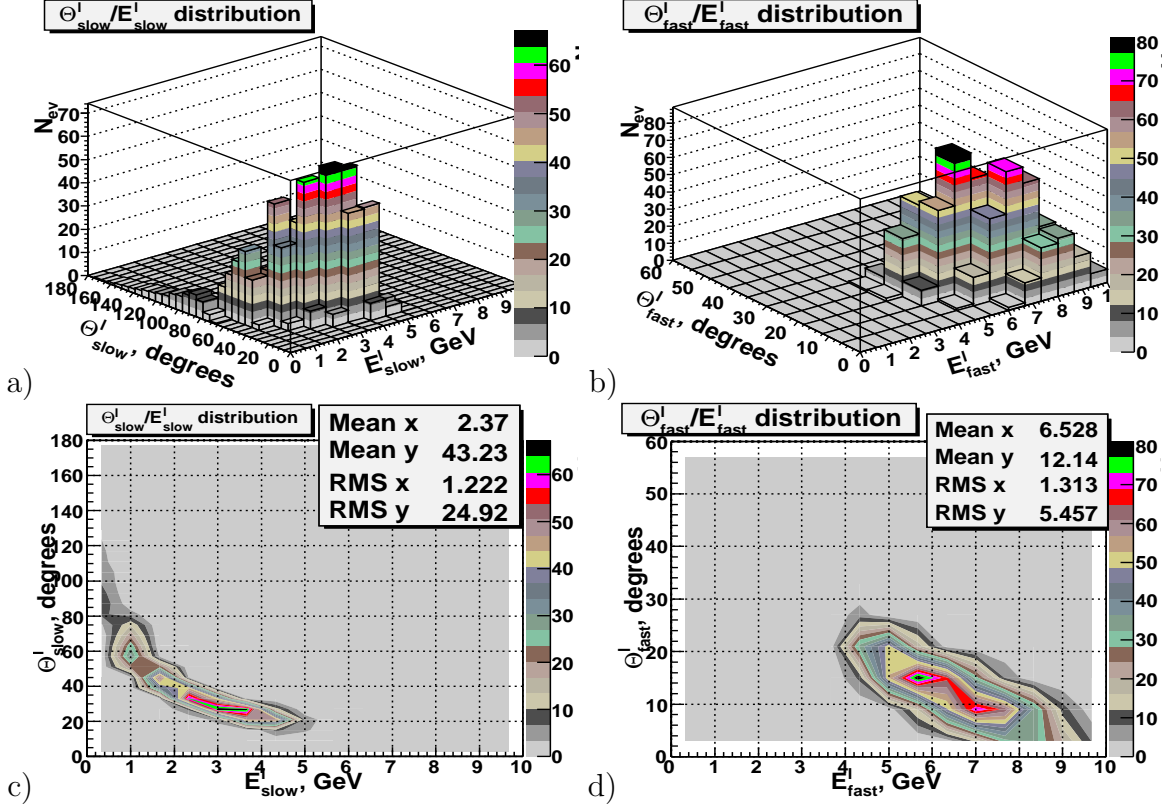 Θ^l_slow/E^l_slow distribution
N_ev
70
60
50
40
30
20
10
0
180 160 140 120 100 80 60 40 20 0
Θ^l_slow, degrees
0 1 2 3 4 5 6 7 8 9
E^l_slow, GeV
60
50
40
30
20
10
0
a)
Θ^l_fast/E^l_fast distribution
N_ev
80
70
60
50
40
30
20
10
0
60 50 40 30 20 10 0
Θ^l_fast, degrees
0 1 2 3 4 5 6 7 8 9 1
E^l_fast, GeV
80
70
60
50
40
30
20
10
0
b)
Θ^l_slow/E^l_slow distribution
Mean x 2.37
Mean y 43.23
RMS x 1.222
RMS y 24.92
Θ^l_slow, degrees
180
160
140
120
100
80
60
40
20
0
0 1 2 3 4 5 6 7 8 9 10
E^l_slow, GeV
60
50
40
30
20
10
0
c)
Θ^l_fast/E^l_fast distribution
Mean x 6.528
Mean y 12.14
RMS x 1.313
RMS y 5.457
Θ^l_fast, degrees
60
50
40
30
20
10
0
0 1 2 3 4 5 6 7 8 9 10
E^l_fast, GeV
80
70
60
50
40
30
20
10
0
d)